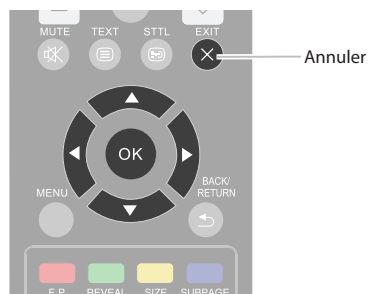 MUTE TEXT STTL EXIT
Annuler
OK
MENU
BACK/
RETURN
F.P. REVEAL SIZE SUBPAGE